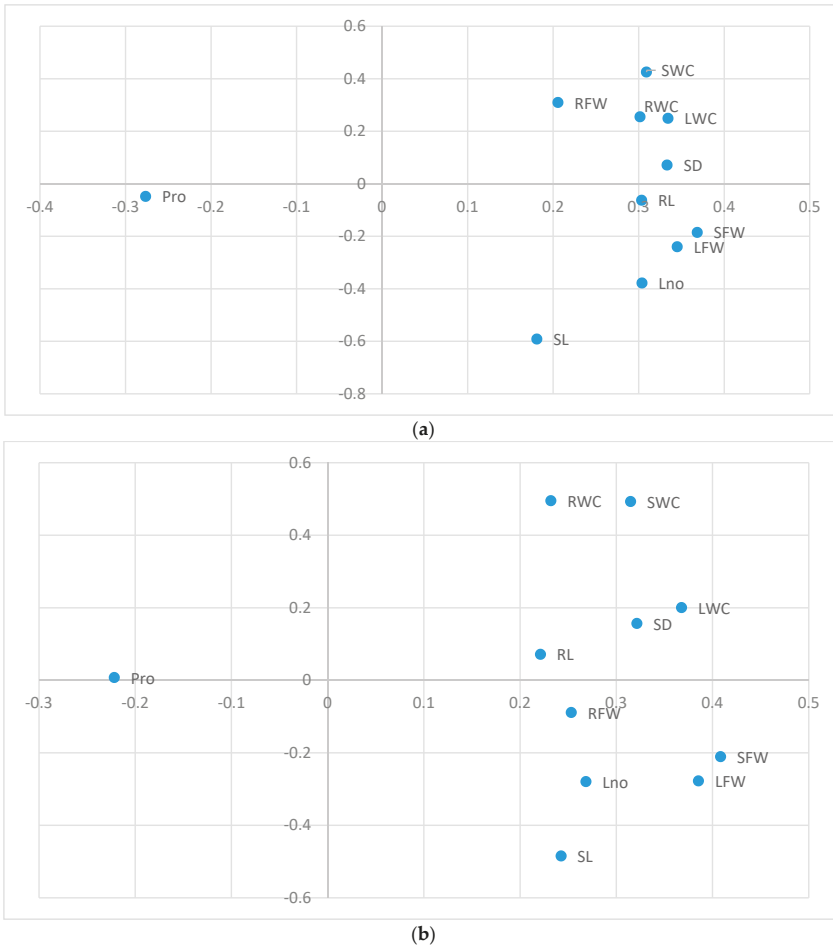 0.6
SWC
0.4
RFW
RWC
LWC
0.2
SD
0
-0.4
-0.3
-0.2
-0.1
0
0.1
0.2
0.3
0.4
0.5
Pro
RL
-0.2
SFW
LFW
-0.4
Lno
-0.6
SL
-0.8
(a)
0.6
RWC
SWC
0.4
0.2
LWC
SD
RL
0
Pro
-0.3
-0.2
-0.1
0
0.1
0.2
0.3
0.4
0.5
RFW
-0.2
SFW
Lno
LFW
-0.4
SL
-0.6
(b)